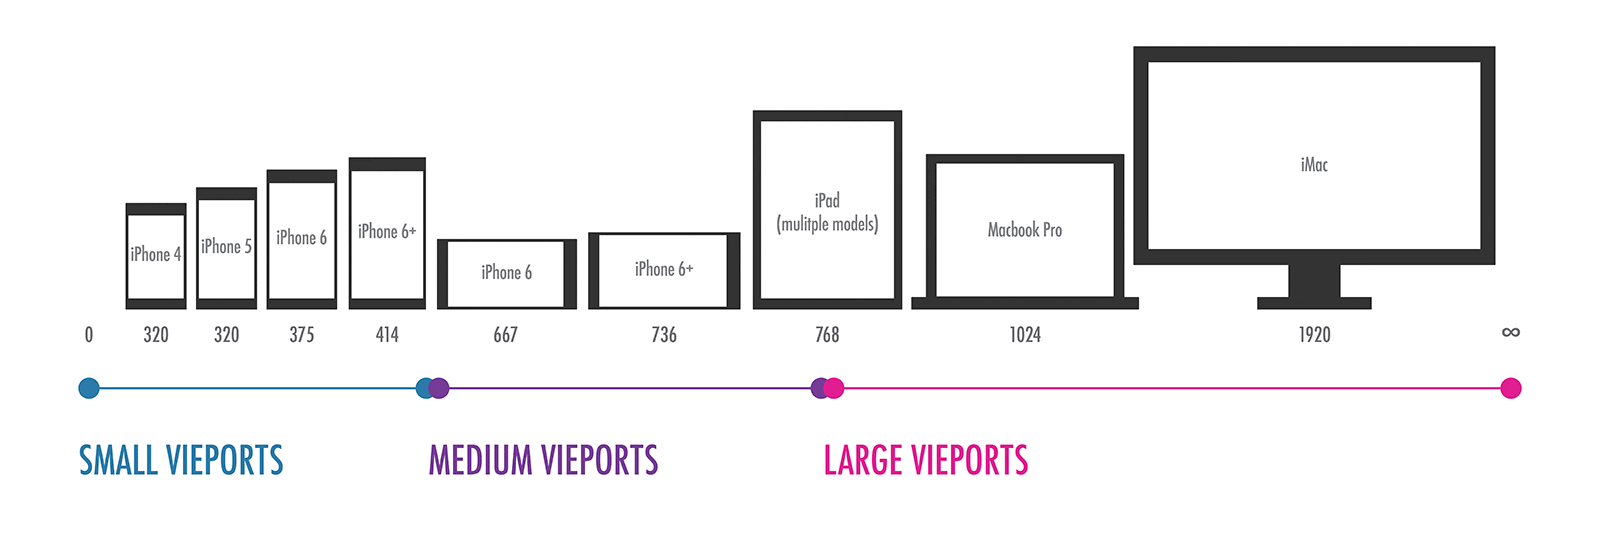 iPhone 4
iPhone 5
iPhone 6
iPhone 6+
iPhone 6
iPhone 6+
iPad
(mulitple models)
Macbook Pro
iMac
0 320 320 375 414 667 736 768 1024 1920 ∞
SMALL VIEPORTS MEDIUM VIEPORTS LARGE VIEPORTS